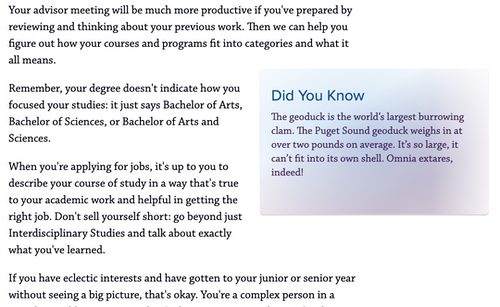 Your advisor meeting will be much more productive if you've prepared by
reviewing and thinking about your previous work. Then we can help you
figure out how your courses and programs fit into categories and what it
all means.
Remember, your degree doesn't indicate how you
focused your studies: it just says Bachelor of Arts,
Bachelor of Sciences, or Bachelor of Arts and
Sciences.
When you're applying for jobs, it's up to you to
describe your course of study in a way that's true
to your academic work and helpful in getting the
right job. Don't sell yourself short: go beyond just
Interdisciplinary Studies and talk about exactly
what you've learned.
If you have eclectic interests and have gotten to your junior or senior year
without seeing a big picture, that's okay. You're a complex person in a
Did You Know
The geoduck is the world's largest burrowing
clam. The Puget Sound geoduck weighs in at
over two pounds on average. It's so large, it
can't fit into its own shell. Omnia extares,
indeed!